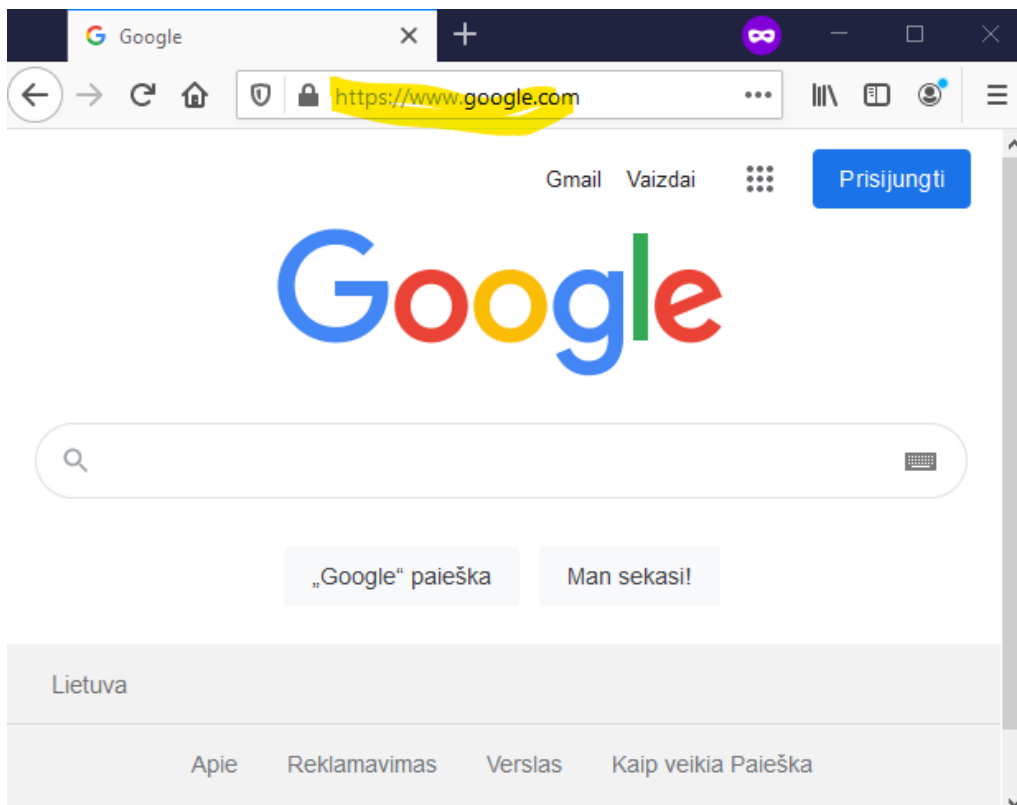 Google
https://www.google.com
Gmail Vaizdai Prisijungti
Google
„Google“ paieška Man sekasi!
Lietuva
Apie Reklamavimas Verslas Kaip veikia Paieška